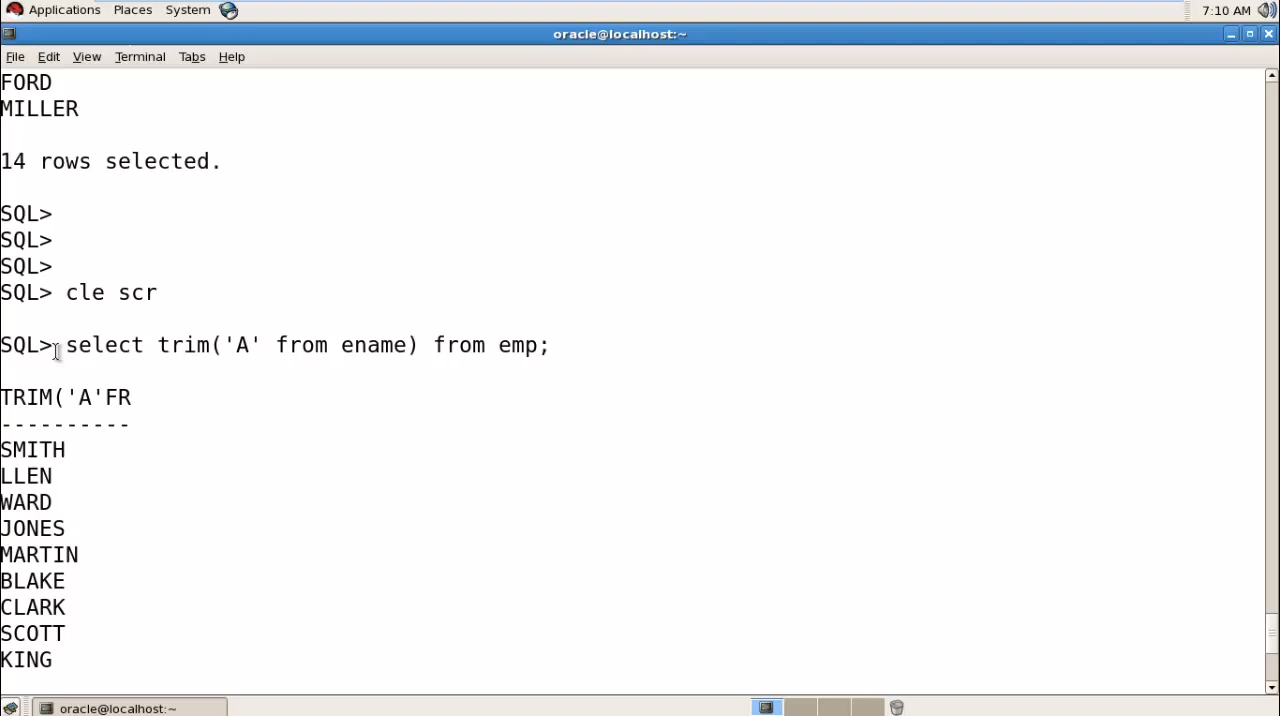 Applications Places System 7:10 AM
oracle@localhost:~
File Edit View Terminal Tabs Help
FORD
MILLER
14 rows selected.
SQL>
SQL>
SQL>
SQL> cle scr
SQL> select trim('A' from ename) from emp;
TRIM('A'FR
----------
SMITH
LLEN
WARD
JONES
MARTIN
BLAKE
CLARK
SCOTT
KING
oracle@localhost:~